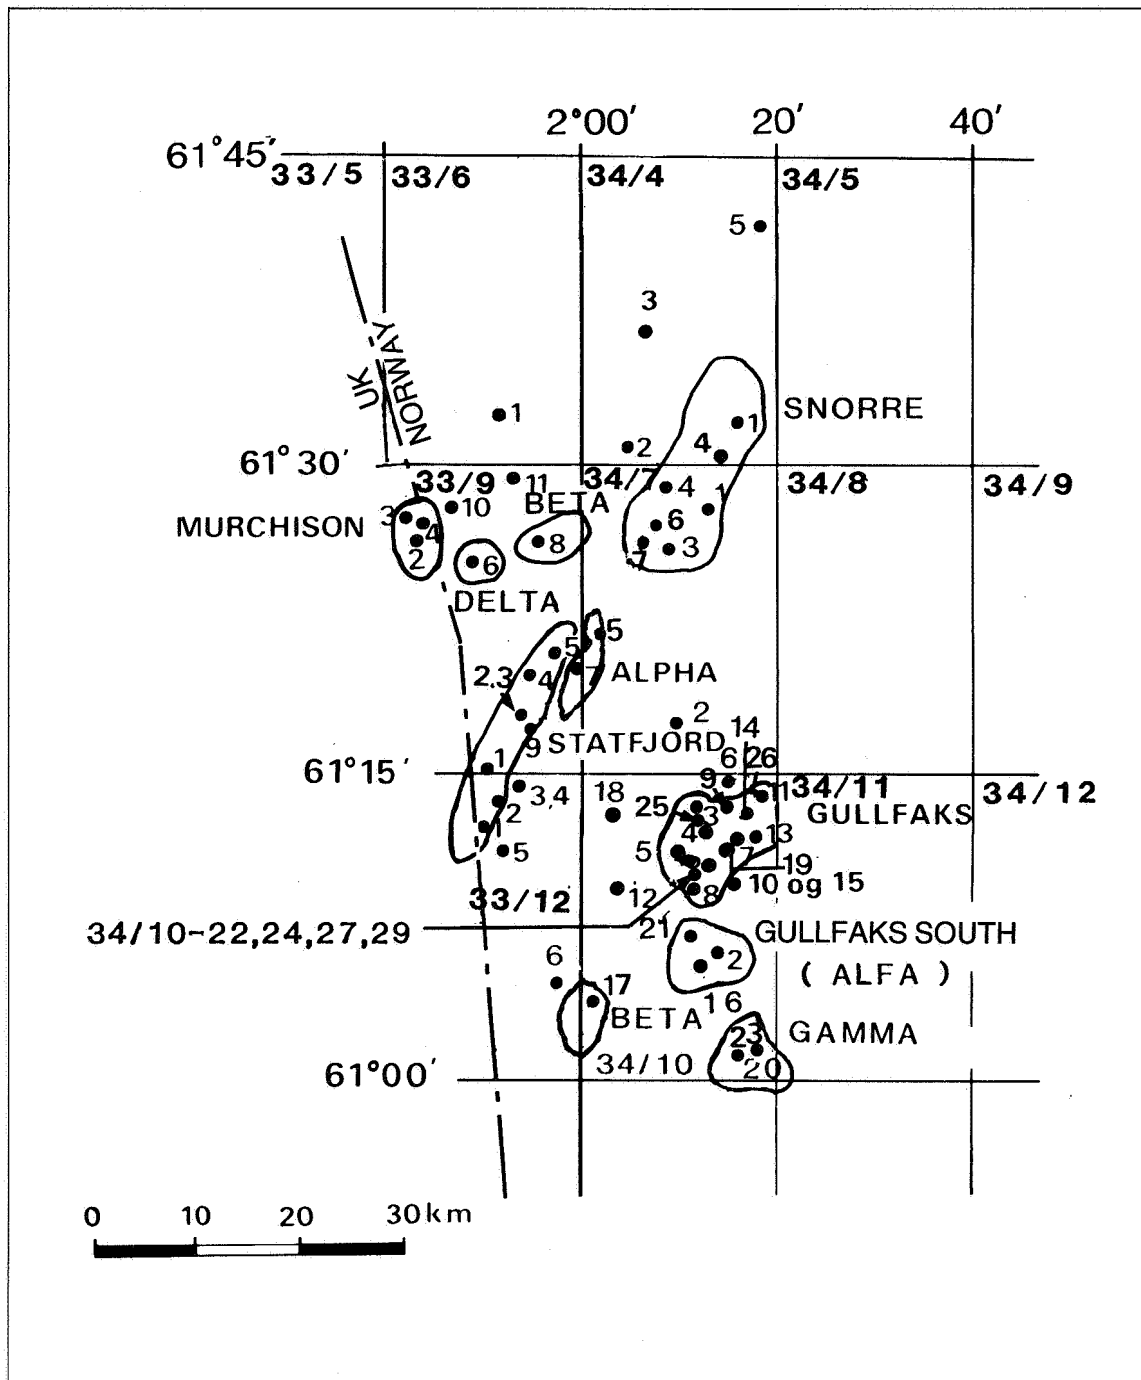 2°00′ 20′ 40′
61°45′
33/5 33/6 34/4 34/5
5
3
UK
NORWAY
1
SNORRE
1
4
2
61°30′
33/9 11 34/7 4 1 34/8 34/9
BETA
10
MURCHISON 3 4 6
2 8 7 3
6
DELTA
5
5
2,3 4 7 ALPHA
2 14
9 STATFJORD
6 26
61°15′ 1 9 34/11 34/12
3,4 18 25 11
2 3 GULLFAKS
1 4 13
5 5 7
19
12 8 10 og 15
33/12
34/10-22,24,27,29 21 GULLFAKS SOUTH
6 2 ( ALFA )
17 16
BETA GAMMA
23
34/10 20
61°00′
0 10 20 30 km